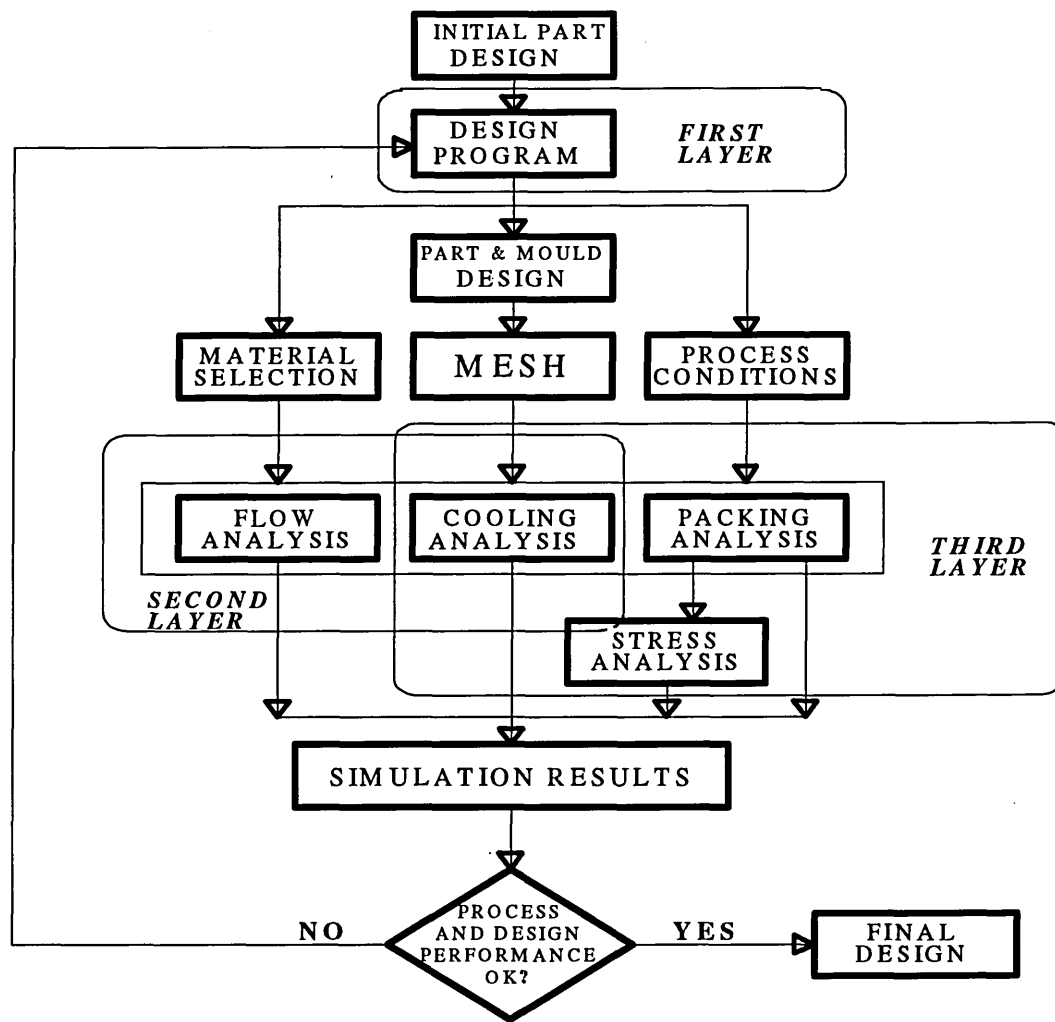 INITIAL PART
DESIGN
DESIGN
PROGRAM
FIRST
LAYER
PART & MOULD
DESIGN
MATERIAL
SELECTION
MESH
PROCESS
CONDITIONS
FLOW
ANALYSIS
COOLING
ANALYSIS
PACKING
ANALYSIS
THIRD
LAYER
SECOND
LAYER
STRESS
ANALYSIS
SIMULATION RESULTS
NO
PROCESS
AND DESIGN
PERFORMANCE
OK?
YES
FINAL
DESIGN